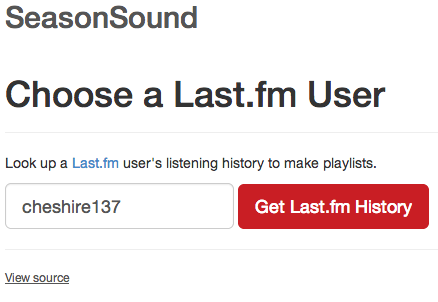 SeasonSound
Choose a Last.fm User
Look up a Last.fm user's listening history to make playlists.
cheshire137
Get Last.fm History
View source